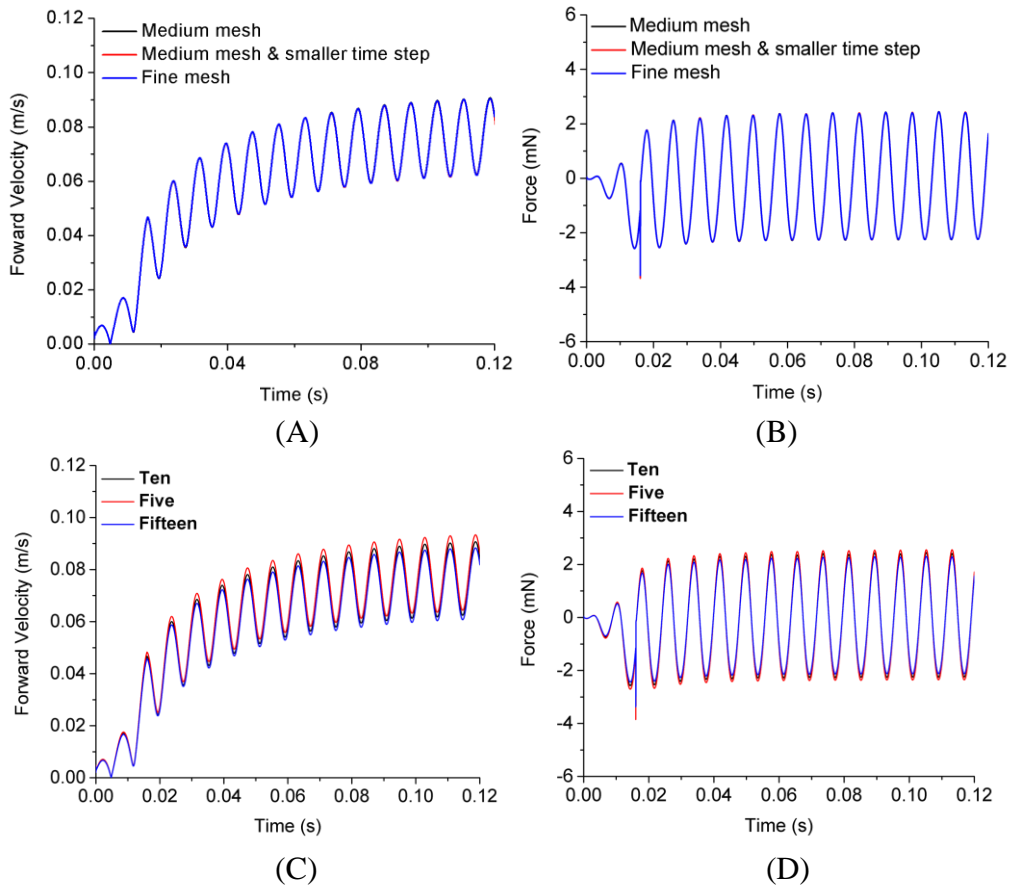 0.12
0.10
0.08
0.06
0.04
0.02
0.00
Foward Velocity (m/s)
Medium mesh
Medium mesh & smaller time step
Fine mesh
0.00 0.04 0.08 0.12
Time (s)
(A)
6
4
2
0
-2
-4
-6
Force (mN)
Medium mesh
Medium mesh & smaller time step
Fine mesh
0.00 0.02 0.04 0.06 0.08 0.10 0.12
Time (s)
(B)
0.12
0.10
0.08
0.06
0.04
0.02
0.00
Forward Velocity (m/s)
Ten
Five
Fifteen
0.00 0.02 0.04 0.06 0.08 0.10 0.12
Time (s)
(C)
6
4
2
0
-2
-4
-6
Force (mN)
Ten
Five
Fifteen
0.00 0.02 0.04 0.06 0.08 0.10 0.12
Time (s)
(D)